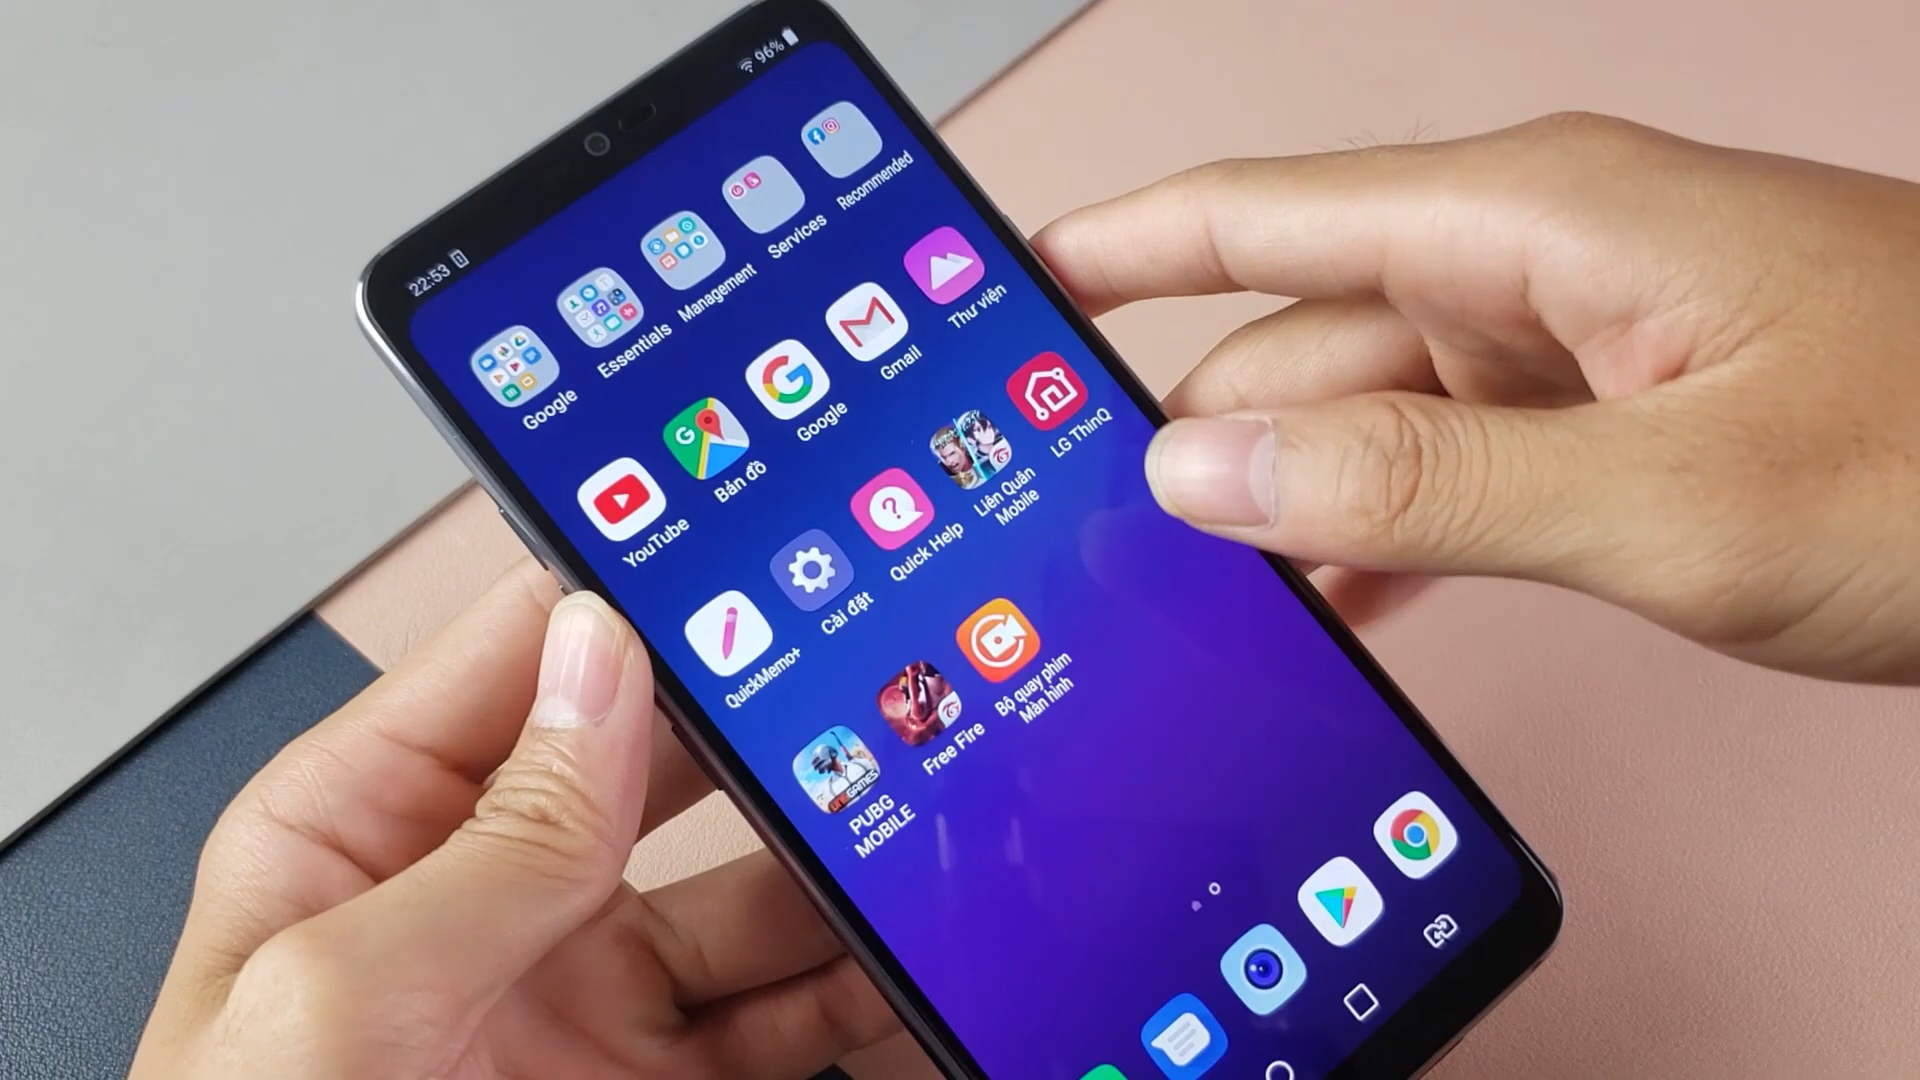 22:53
96%
Google
Essentials
Management
Services
Recommended
YouTube
Bản đồ
Google
Gmail
Thư viện
QuickMemo+
Cài đặt
Quick Help
Liên Quân
Mobile
LG ThinQ
PUBG
MOBILE
Free Fire
Bộ quay phim
Màn hình